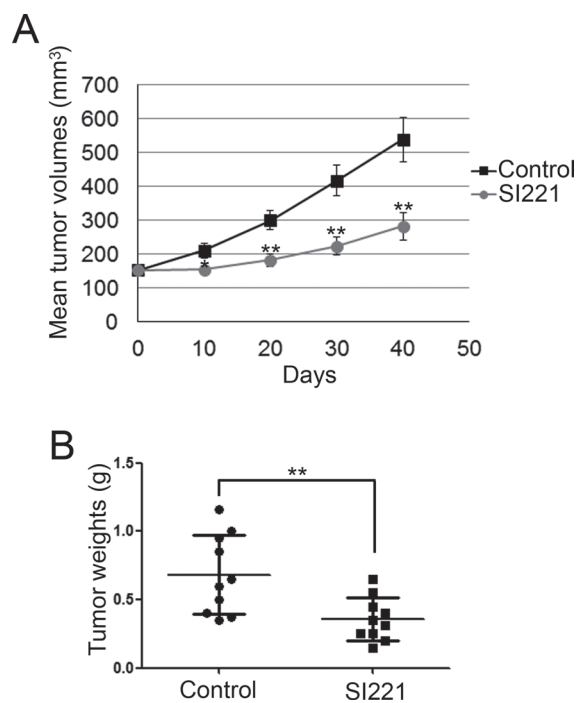 A
Mean tumor volumes (mm³)
700
600
500
400
300
200
100
0
0 10 20 30 40 50
Days
* ** ** **
Control
SI221
B
Tumor weights (g)
1.5
1.0
0.5
0.0
**
Control SI221